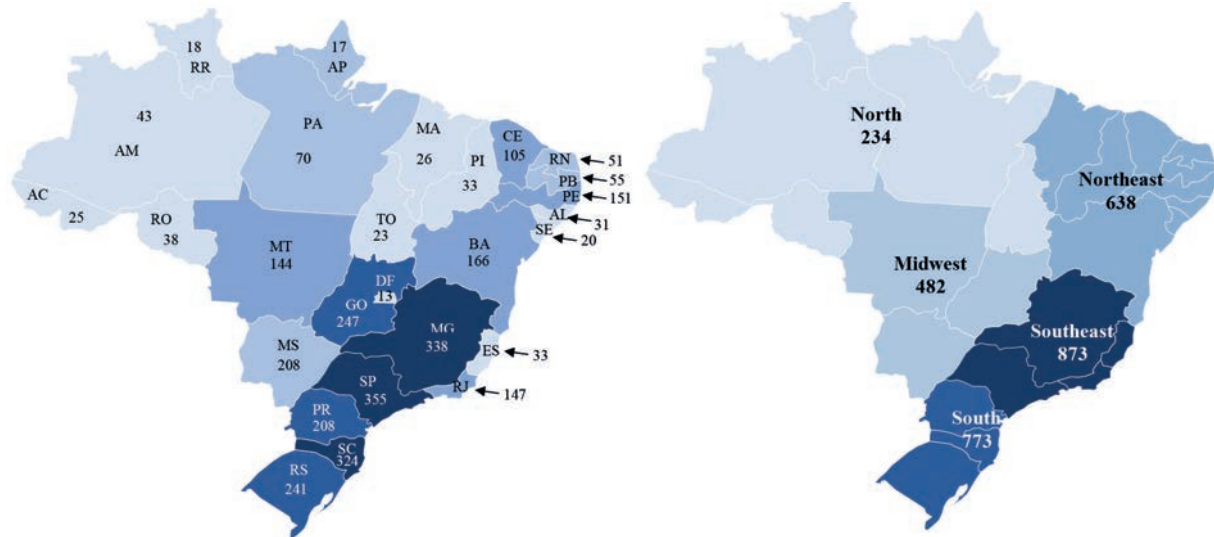 18
RR
17
AP
43
AM
PA
70
MA
26
PI
33
CE
105
RN
51
PB
55
PE
151
AL
31
SE
20
AC
25
RO
38
TO
23
MT
144
BA
166
DF
13
GO
247
MG
338
ES
33
MS
208
SP
355
RJ
147
PR
208
SC
324
RS
241
North
234
Northeast
638
Midwest
482
Southeast
873
South
773